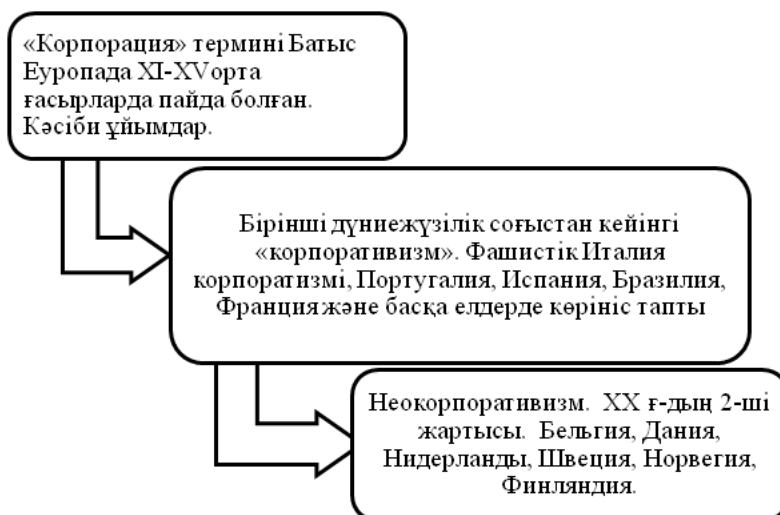 «Корпорация» термині Батыс
Еуропада XI-XV орта
ғасырларда пайда болған.
Кәсіби ұйымдар.
Бірінші дүниежүзілік соғыстан кейінгі
«корпоративизм». Фашистік Италия
корпоратизмі, Португалия, Испания, Бразилия,
Франция және басқа елдерде көрініс тапты
Неокорпоративизм. XX ғ-дың 2-ші
жартысы. Бельгия, Дания,
Нидерланды, Швеция, Норвегия,
Финляндия.